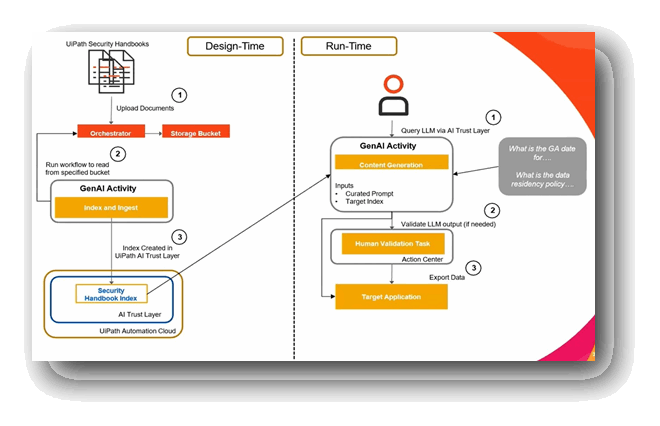 UiPath Security Handbooks
Design-Time
1
Upload Documents
Orchestrator
Storage Bucket
2
Run workflow to read
from specified bucket
GenAI Activity
Index and Ingest
3
Index Created in
UiPath AI Trust Layer
Security
Handbook Index
AI Trust Layer
UiPath Automation Cloud
Run-Time
1
Query LLM via AI Trust Layer
GenAI Activity
Content Generation
Inputs
• Curated Prompt
• Target Index
What is the GA date
for....
What is the data
residency policy....
2
Validate LLM output (if needed)
Human Validation Task
Action Center
3
Export Data
Target Application